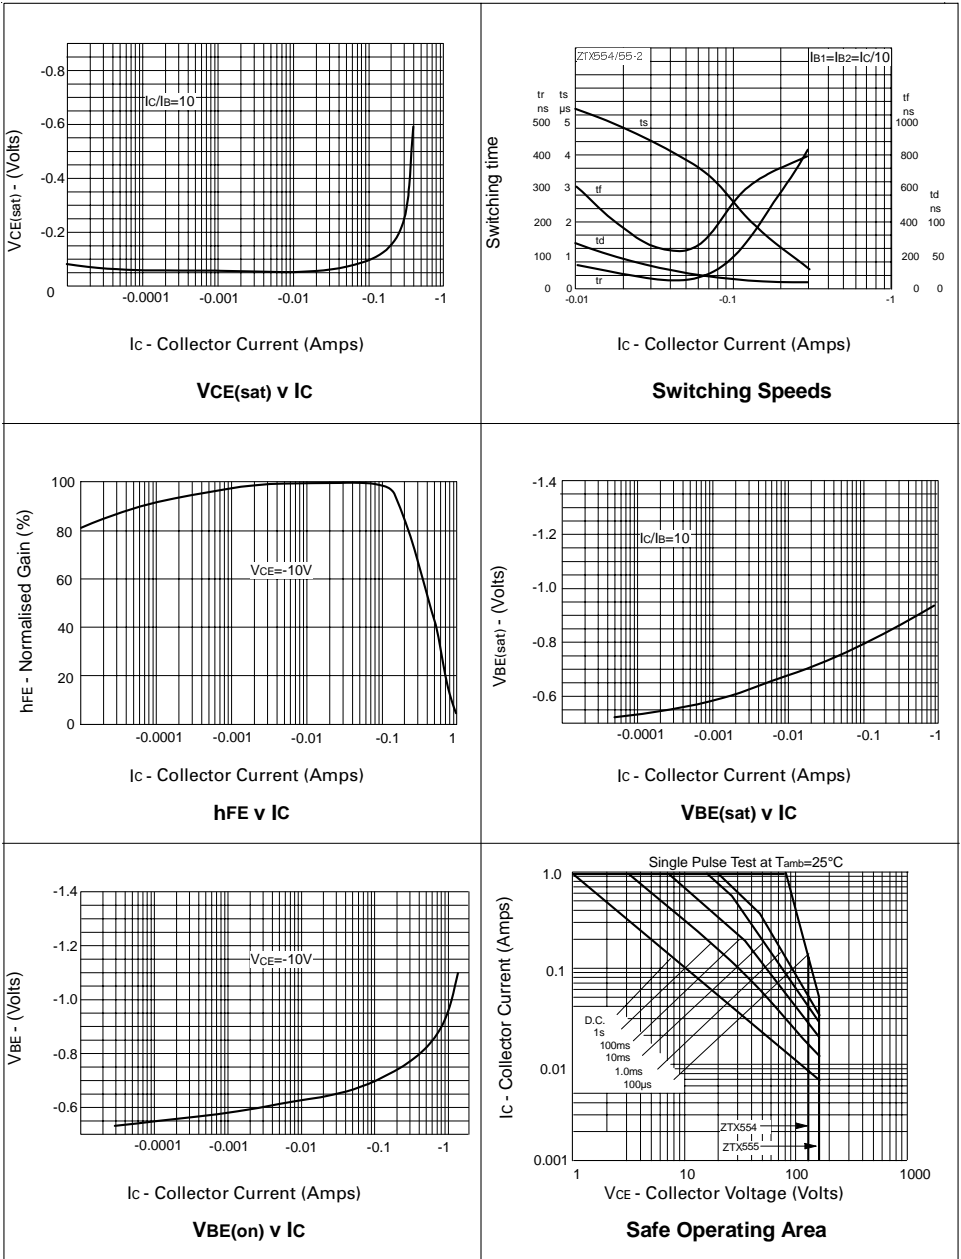 -0.8
-0.6
-0.4
-0.2
0
VCE(sat) - (Volts)
IC/IB=10
-0.0001 -0.001 -0.01 -0.1 -1
IC - Collector Current (Amps)
VCE(sat) v IC
ZTX554/55-2
IB1=IB2=IC/10
Switching time
tr ts
ns µs
500 5
400 4
300 3
200 2
100 1
0 0
ts
tf
td
tr
tf
ns
1000
800
600 td
ns
400 100
200 50
0 0
-0.01 -0.1 -1
IC - Collector Current (Amps)
Switching Speeds
100
80
60
40
20
0
hFE - Normalised Gain (%)
VCE=-10V
-0.0001 -0.001 -0.01 -0.1 1
IC - Collector Current (Amps)
hFE v IC
-1.4
-1.2
-1.0
-0.8
-0.6
VBE(sat) - (Volts)
IC/IB=10
-0.0001 -0.001 -0.01 -0.1 -1
IC - Collector Current (Amps)
VBE(sat) v IC
-1.4
-1.2
-1.0
-0.8
-0.6
VBE - (Volts)
VCE=-10V
-0.0001 -0.001 -0.01 -0.1 -1
IC - Collector Current (Amps)
VBE(on) v IC
Single Pulse Test at Tamb=25°C
1.0
0.1
0.01
0.001
IC - Collector Current (Amps)
D.C.
1s
100ms
10ms
1.0ms
100µs
ZTX554
ZTX555
1 10 100 1000
VCE - Collector Voltage (Volts)
Safe Operating Area